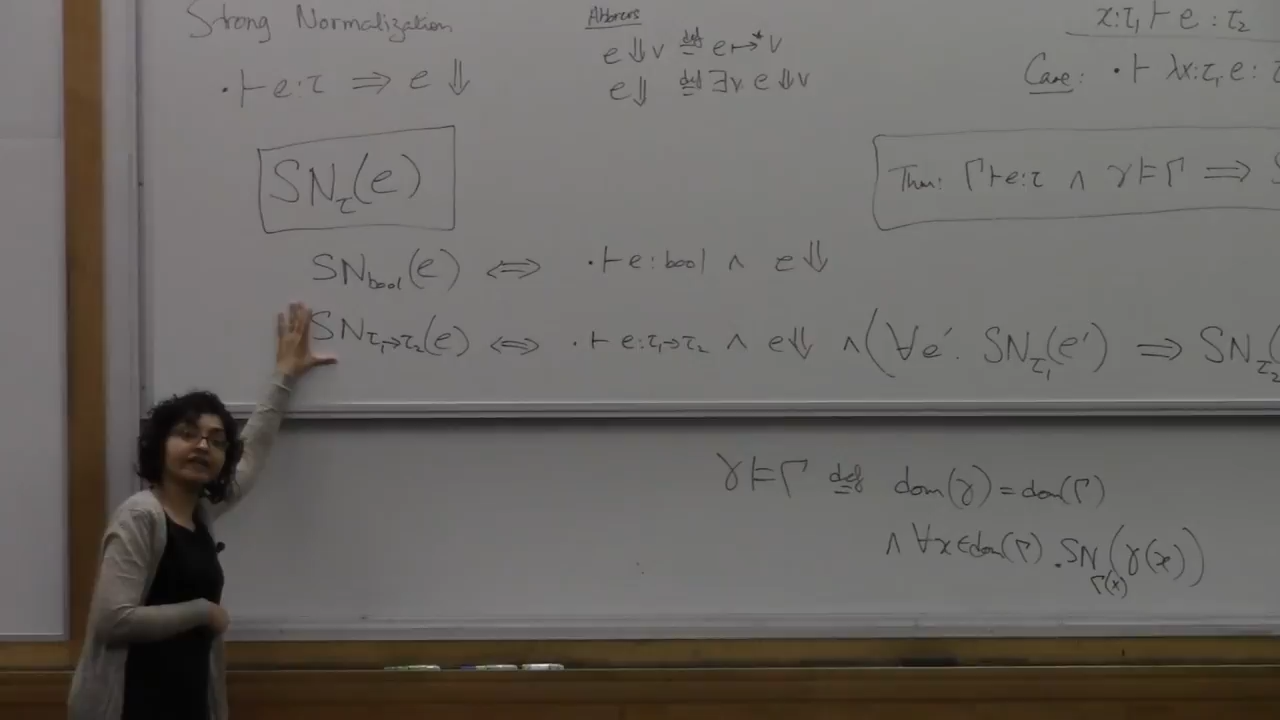 Strong Normalization
· ⊢ e : τ ⇒ e ⇓
SN_τ(e)
e ⇓ v ≝ e ↦* v
e ⇓ ≝ ∃v e ⇓ v
x:τ₁ ⊢ e : τ₂
Case: · ⊢ λx:τ₁. e :
Thm: Γ ⊢ e : τ ∧ γ ⊨ Γ ⟹ S
SN_bool(e) ⟺ · ⊢ e : bool ∧ e ⇓
SN_τ₁→τ₂(e) ⟺ · ⊢ e : τ₁→τ₂ ∧ e ⇓ ∧ (∀e'. SN_τ₁(e') ⟹ SN_τ₂(
γ ⊨ Γ ≝ dom(γ) = dom(Γ)
∧ ∀x ∈ dom(Γ). SN_Γ(x)(γ(x))